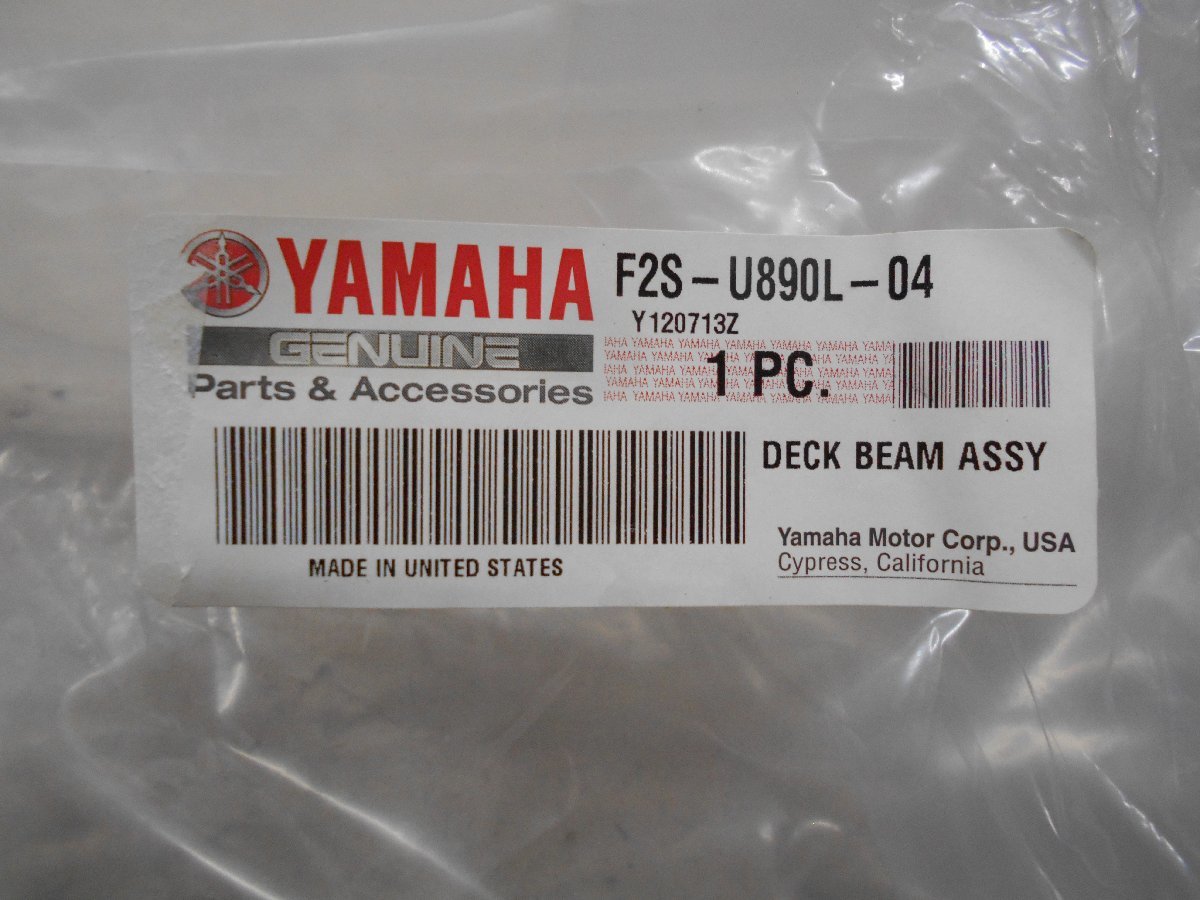 YAMAHA
GENUINE
Parts & Accessories
F2S-U890L-04
Y120713Z
1 PC.
DECK BEAM ASSY
MADE IN UNITED STATES
Yamaha Motor Corp., USA
Cypress, California